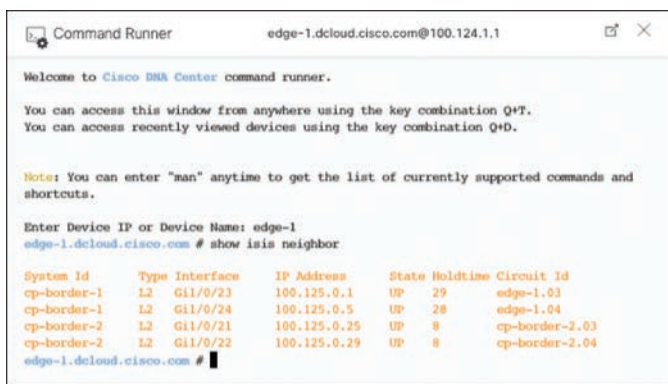 Command Runner edge-1.dcloud.cisco.com@100.124.1.1
Welcome to Cisco DNA Center command runner.
You can access this window from anywhere using the key combination Q+T.
You can access recently viewed devices using the key combination Q+D.
Note: You can enter "man" anytime to get the list of currently supported commands and
shortcuts.
Enter Device IP or Device Name: edge-1
edge-1.dcloud.cisco.com # show isis neighbor
System Id Type Interface IP Address State Holdtime Circuit Id
cp-border-1 L2 Gi1/0/23 100.125.0.1 UP 29 edge-1.03
cp-border-1 L2 Gi1/0/24 100.125.0.5 UP 28 edge-1.04
cp-border-2 L2 Gi1/0/21 100.125.0.25 UP 8 cp-border-2.03
cp-border-2 L2 Gi1/0/22 100.125.0.29 UP 8 cp-border-2.04
edge-1.dcloud.cisco.com #